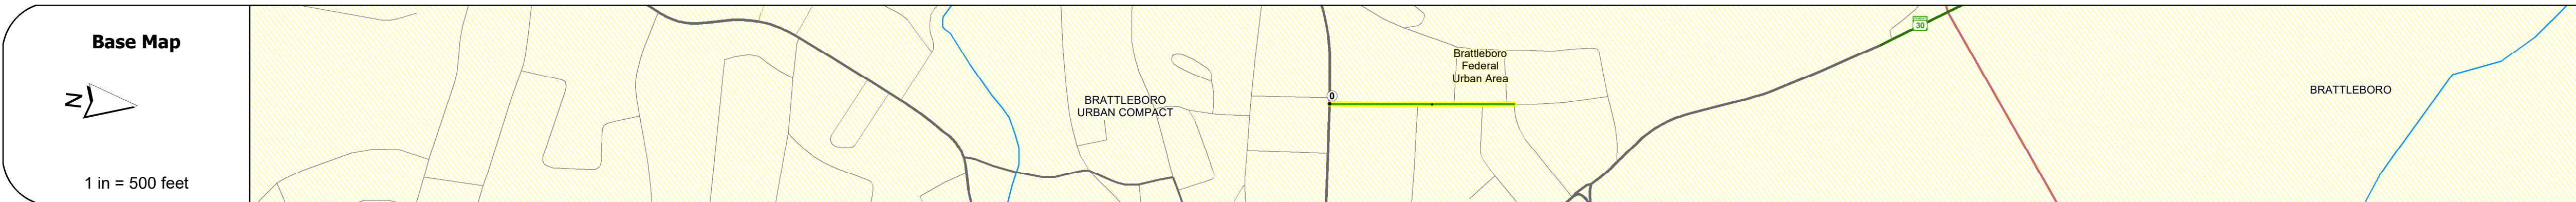 Base Map
N
1 in = 500 feet
BRATTLEBORO
URBAN COMPACT
0
Brattleboro
Federal
Urban Area
30
BRATTLEBORO